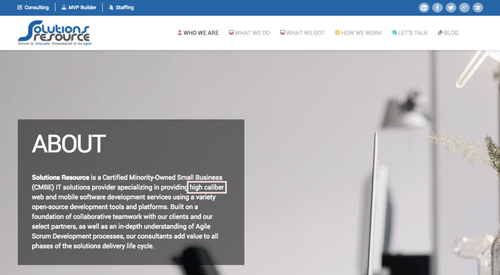 Consulting MVP Builder Staffing
Solutions
resource
Driven to innovate. Empowered to be agile.
WHO WE ARE WHAT WE DO WHAT WE GOT HOW WE WORK LET'S TALK BLOG
ABOUT
Solutions Resource is a Certified Minority-Owned Small Business
(CMBE) IT solutions provider specializing in providing high caliber
web and mobile software development services using a variety
open-source development tools and platforms. Built on a
foundation of collaborative teamwork with our clients and our
select partners, as well as an in-depth understanding of Agile
Scrum Development processes, our consultants add value to all
phases of the solutions delivery life cycle.